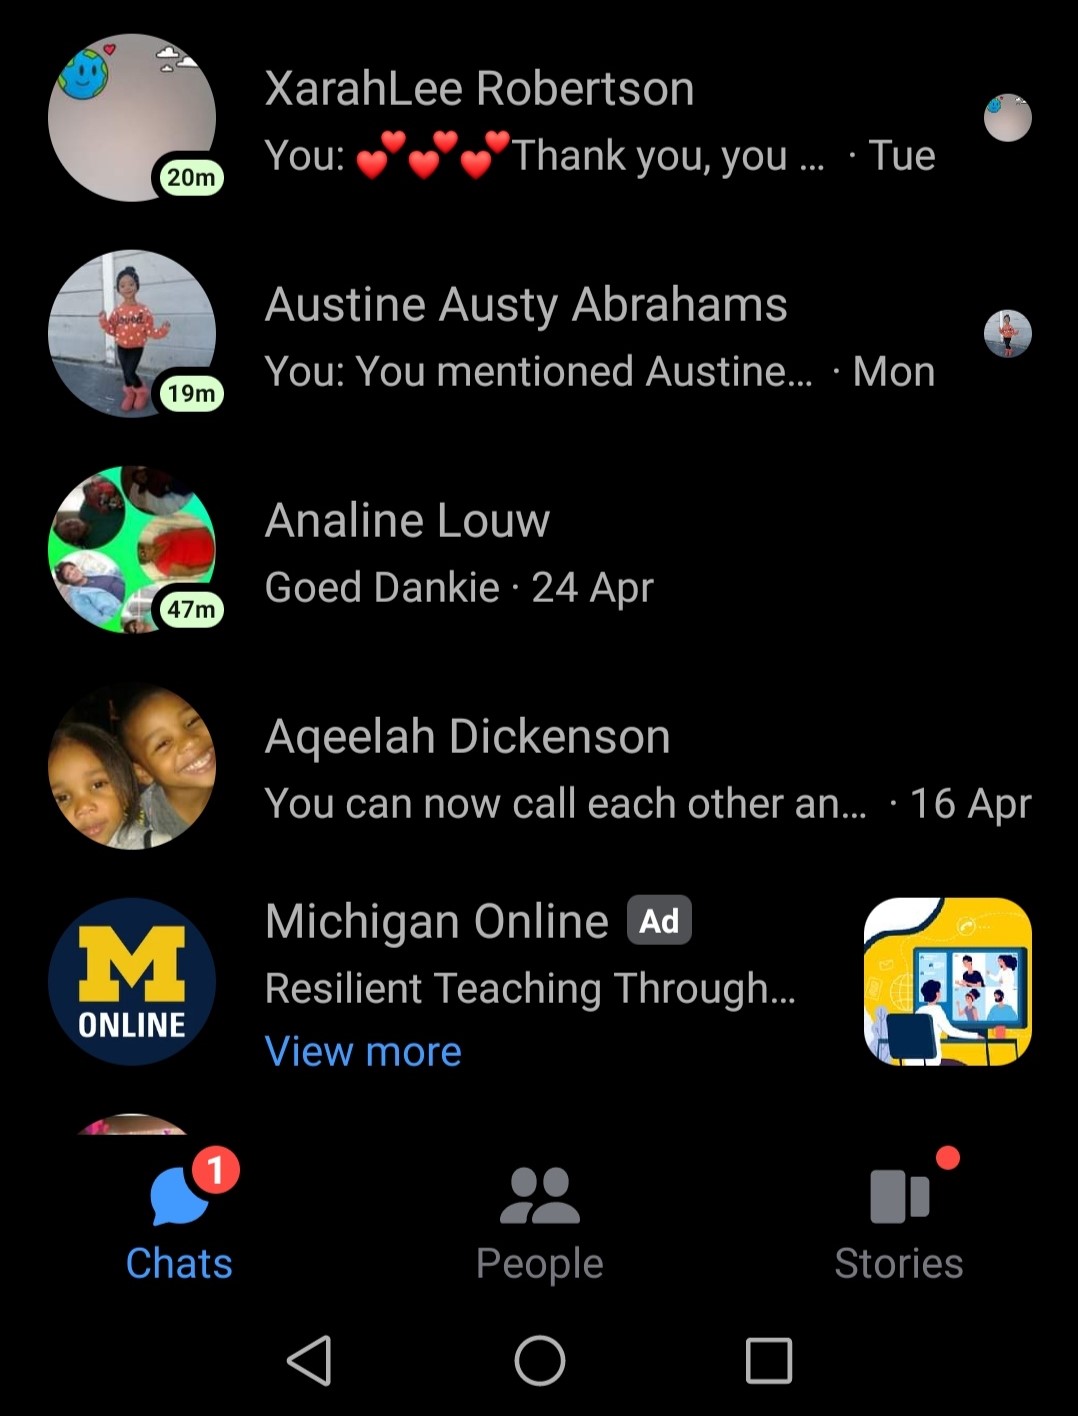 XarahLee Robertson
You: 💕💕💕Thank you, you ... · Tue
20m
Austine Austy Abrahams
You: You mentioned Austine... · Mon
19m
Analine Louw
Goed Dankie · 24 Apr
47m
Aqeelah Dickenson
You can now call each other an... · 16 Apr
M
ONLINE
Michigan Online Ad
Resilient Teaching Through...
View more
1
Chats
People
Stories